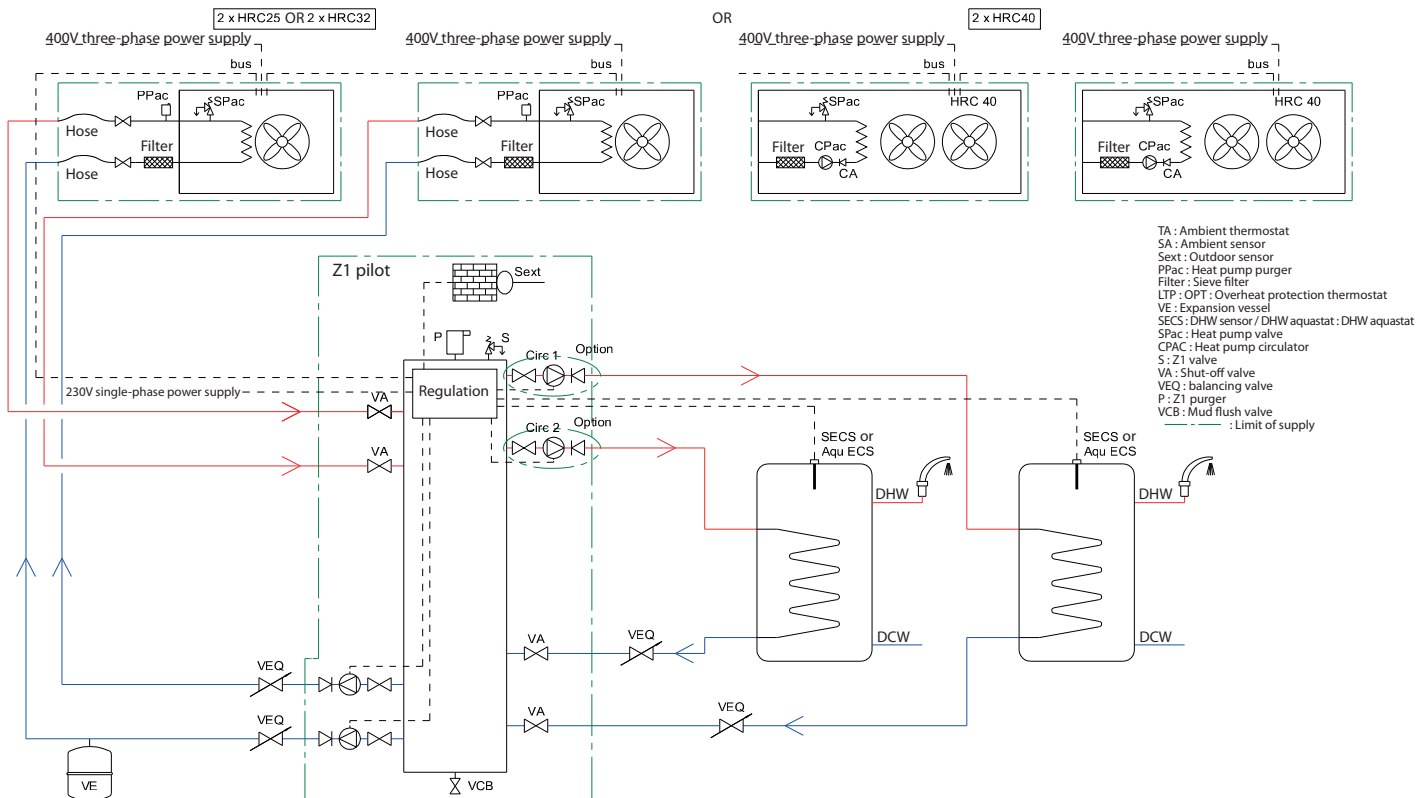 2 x HRC25 OR 2 x HRC32
OR
2 x HRC40
400V three-phase power supply
400V three-phase power supply
400V three-phase power supply
400V three-phase power supply
bus
bus
bus
bus
PPac
SPac
Hose
Filter
Hose
PPac
SPac
Hose
Filter
Hose
SPac
HRC 40
Filter
CPac
CA
SPac
HRC 40
Filter
CPac
CA
TA : Ambient thermostat
SA : Ambient sensor
Sext : Outdoor sensor
PPac : Heat pump purger
Filter : Sieve filter
LTP : OPT : Overheat protection thermostat
VE : Expansion vessel
SECS : DHW sensor / DHW aquastat : DHW aquastat
SPac : Heat pump valve
CPAC : Heat pump circulator
S : Z1 valve
VA : Shut-off valve
VEQ : balancing valve
P : Z1 purger
VCB : Mud flush valve
: Limit of supply
Z1 pilot
Sext
P
S
Circ 1
Option
Regulation
230V single-phase power supply
VA
Circ 2
Option
VA
SECS or
Aqu ECS
SECS or
Aqu ECS
DHW
DHW
DCW
DCW
VA
VEQ
VEQ
VA
VEQ
VEQ
VE
VCB